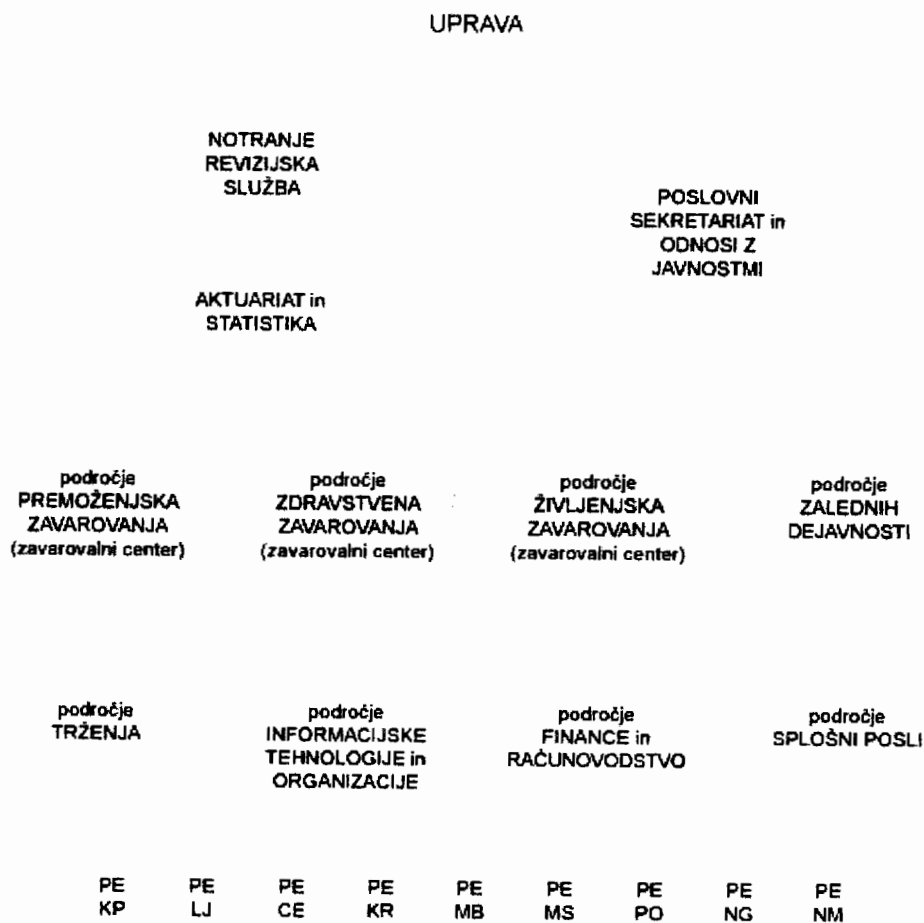 UPRAVA
NOTRANJE
REVIZIJSKA
SLUŽBA
POSLOVNI
SEKRETARIAT in
ODNOSI Z
JAVNOSTMI
AKTUARIAT in
STATISTIKA
področje
PREMOŽENJSKA
ZAVAROVANJA
(zavarovalni center)
področje
ZDRAVSTVENA
ZAVAROVANJA
(zavarovalni center)
področje
ŽIVLJENJSKA
ZAVAROVANJA
(zavarovalni center)
področje
ZALEDNIH
DEJAVNOSTI
področje
TRŽENJA
področje
INFORMACIJSKE
TEHNOLOGIJE in
ORGANIZACIJE
področje
FINANCE in
RAČUNOVODSTVO
področje
SPLOŠNI POSLI
PE PE PE PE PE PE PE PE PE
KP LJ CE KR MB MS PO NG NM